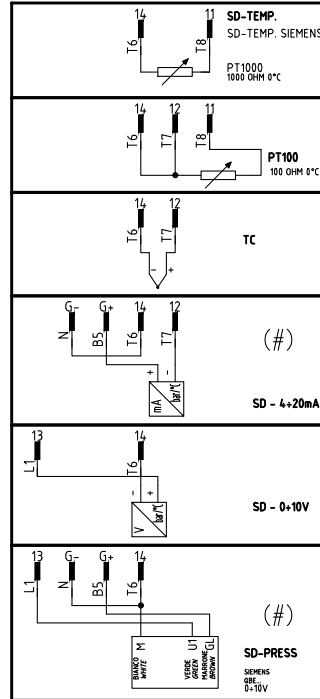 14 11
T6 T8
SD-TEMP.
SD-TEMP. SIEMENS
PT1000
1000 OHM 0°C
14 12 11
T6 T7 T8
PT100
100 OHM 0°C
14 12
T6 T7
- +
TC
G- G+ 14 12
N B5 T6 T7
+ -
mA bar/°C
(#)
SD - 4÷20mA
13 14
L1 T6
- +
V bar/°C
SD - 0÷10V
13 G- G+ 14
L1 N B5 T6
(#)
M U1 GL
BIANCO WHITE
VERDE GREEN
MARRONE BROWN
SD-PRESS
SIEMENS
QBE...
0÷10V